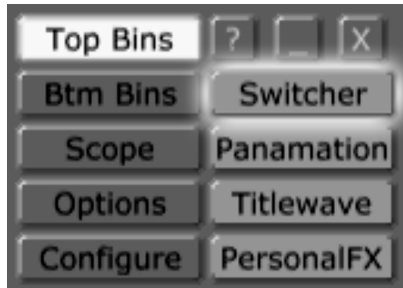 Top Bins ? _ X
Btm Bins Switcher
Scope Panamation
Options Titlewave
Configure PersonalFX